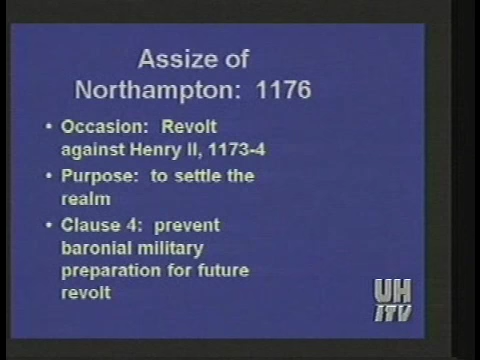 Assize of
Northampton: 1176
• Occasion: Revolt
against Henry II, 1173-4
• Purpose: to settle the
realm
• Clause 4: prevent
baronial military
preparation for future
revolt
UH
ITV